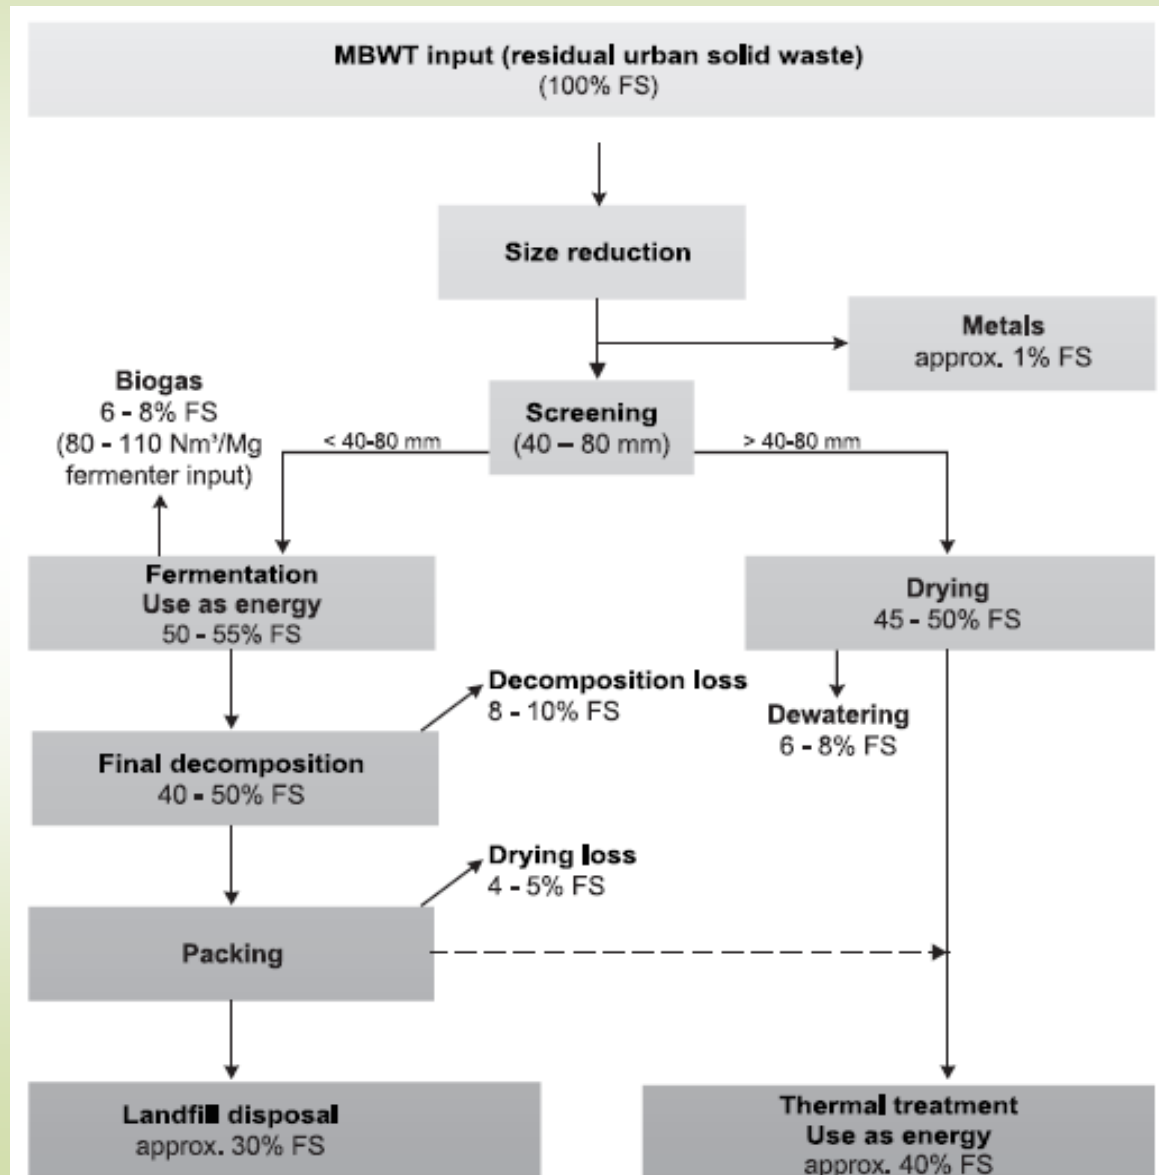 MBWT input (residual urban solid waste)
(100% FS)
Size reduction
Metals
approx. 1% FS
Biogas
6 - 8% FS
(80 - 110 Nm³/Mg
fermenter input)
Screening
(40 – 80 mm)
< 40-80 mm
> 40-80 mm
Fermentation
Use as energy
50 - 55% FS
Drying
45 - 50% FS
Decomposition loss
8 - 10% FS
Dewatering
6 - 8% FS
Final decomposition
40 - 50% FS
Drying loss
4 - 5% FS
Packing
Landfill disposal
approx. 30% FS
Thermal treatment
Use as energy
approx. 40% FS